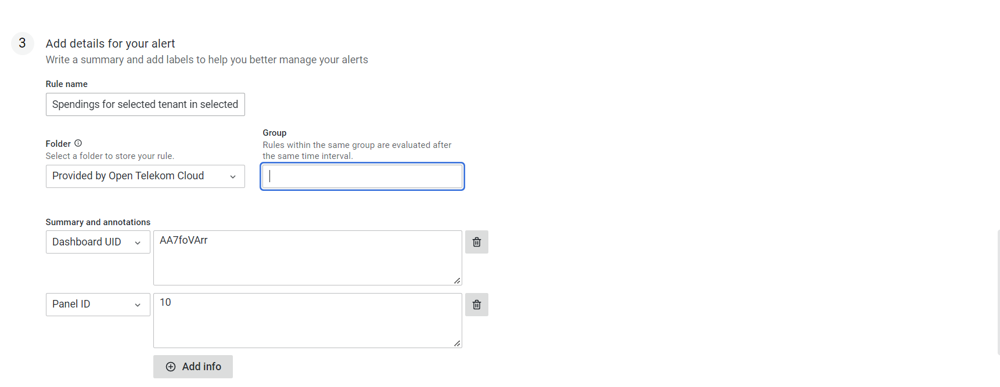 3
Add details for your alert
Write a summary and add labels to help you better manage your alerts
Rule name
Spendings for selected tenant in selected
Folder
Select a folder to store your rule.
Provided by Open Telekom Cloud
Group
Rules within the same group are evaluated after
the same time interval.
Summary and annotations
Dashboard UID
AA7foVArr
Panel ID
10
Add info